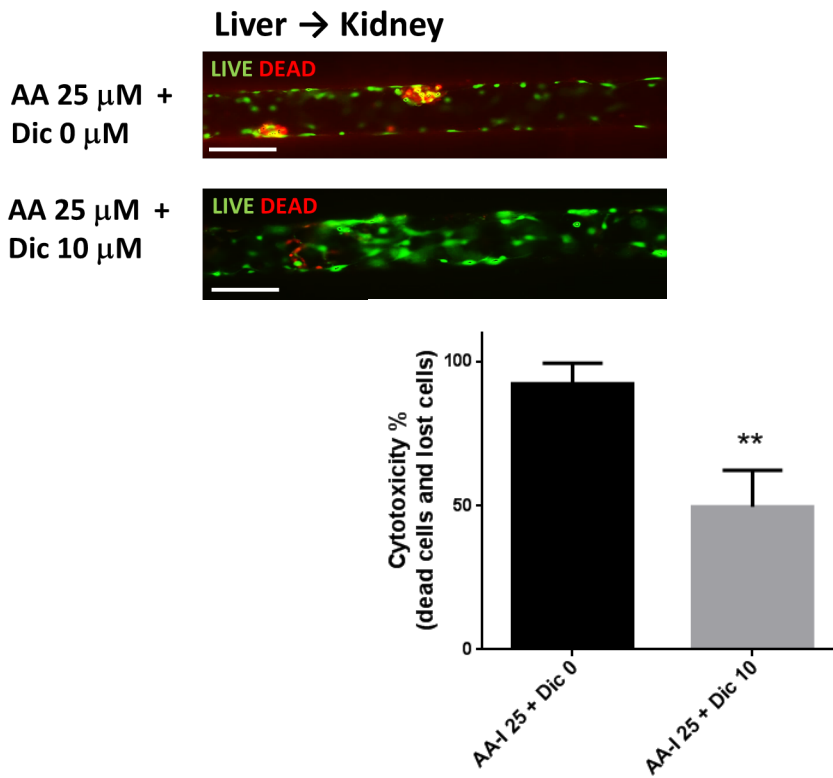 Liver → Kidney
AA 25 μM +
Dic 0 μM
LIVE DEAD
AA 25 μM +
Dic 10 μM
LIVE DEAD
Cytotoxicity %
(dead cells and lost cells)
100
50
0
**
AA-I 25 + Dic 0
AA-I 25 + Dic 10